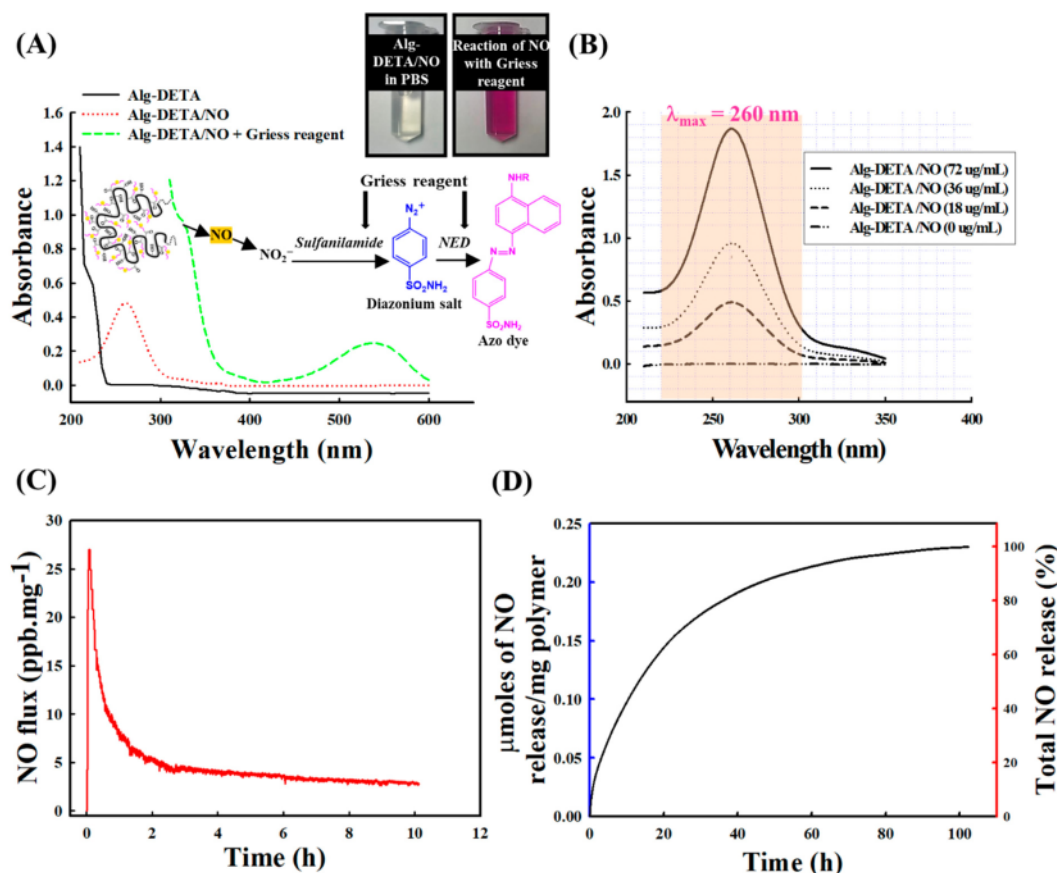 (A)
Alg-
DETA/NO
in PBS
Reaction of NO
with Griess
reagent
Alg-DETA
Alg-DETA/NO
Alg-DETA/NO + Griess reagent
1.6
1.4
1.2
1.0
0.8
0.6
0.4
0.2
0.0
Absorbance
200
300
400
500
600
Wavelength (nm)
NO
NO₂⁻
Griess reagent
Sulfanilamide
NED
N₂⁺
SO₂NH₂
Diazonium salt
NHR
N=N
SO₂NH₂
Azo dye
(B)
λmax = 260 nm
2.0
1.5
1.0
0.5
0.0
Absorbance
Alg-DETA /NO (72 ug/mL)
Alg-DETA /NO (36 ug/mL)
Alg-DETA /NO (18 ug/mL)
Alg-DETA /NO (0 ug/mL)
200
250
300
350
400
Wavelength (nm)
(C)
30
25
20
15
10
5
0
NO flux (ppb.mg⁻¹)
0
2
4
6
8
10
12
Time (h)
(D)
0.25
0.20
0.15
0.10
0.05
0.00
μmoles of NO
release/mg polymer
100
80
60
40
20
0
Total NO release (%)
0
20
40
60
80
100
Time (h)